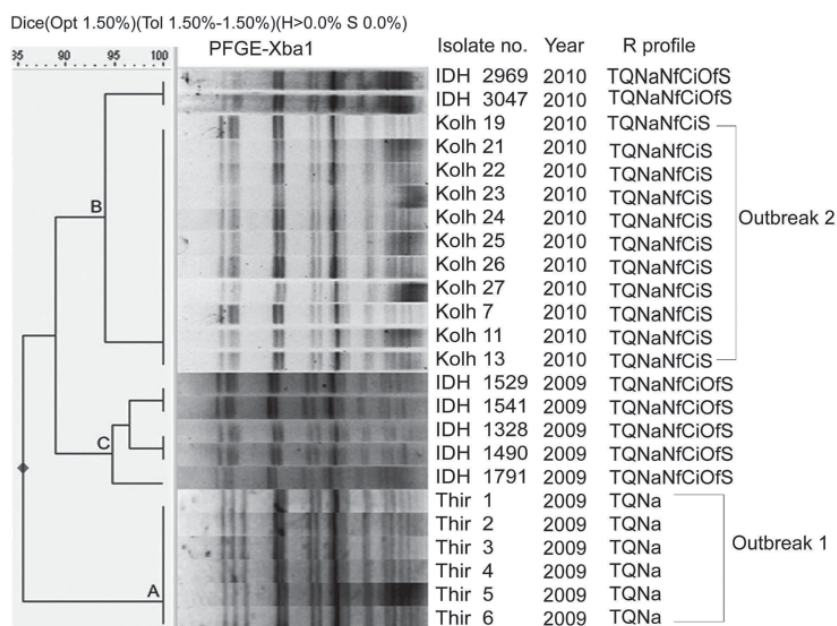 Dice(Opt 1.50%)(Tol 1.50%-1.50%)(H>0.0% S 0.0%)
PFGE-Xba1 Isolate no. Year R profile
85 90 95 100
IDH 2969 2010 TQNaNfCiOfS
IDH 3047 2010 TQNaNfCiOfS
Kolh 19 2010 TQNaNfCiS
Kolh 21 2010 TQNaNfCiS
Kolh 22 2010 TQNaNfCiS
Kolh 23 2010 TQNaNfCiS
B
Kolh 24 2010 TQNaNfCiS
Outbreak 2
Kolh 25 2010 TQNaNfCiS
Kolh 26 2010 TQNaNfCiS
Kolh 27 2010 TQNaNfCiS
Kolh 7 2010 TQNaNfCiS
Kolh 11 2010 TQNaNfCiS
Kolh 13 2010 TQNaNfCiS
IDH 1529 2009 TQNaNfCiOfS
IDH 1541 2009 TQNaNfCiOfS
IDH 1328 2009 TQNaNfCiOfS
C
IDH 1490 2009 TQNaNfCiOfS
IDH 1791 2009 TQNaNfCiOfS
Thir 1 2009 TQNa
Thir 2 2009 TQNa
Thir 3 2009 TQNa
Outbreak 1
Thir 4 2009 TQNa
A
Thir 5 2009 TQNa
Thir 6 2009 TQNa